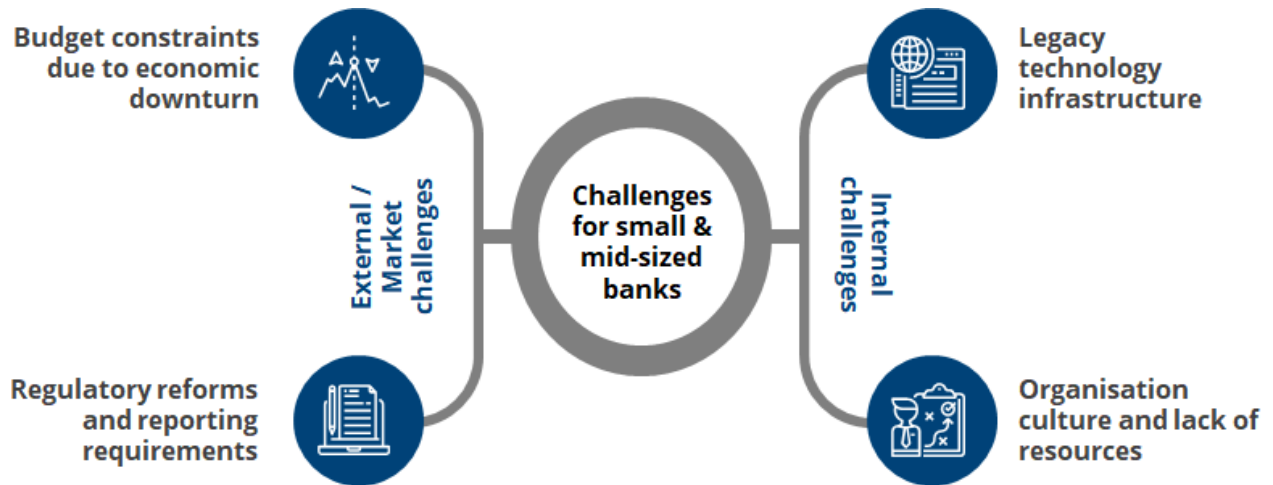 Budget constraints
due to economic
downturn
External /
Market
challenges
Regulatory reforms
and reporting
requirements
Challenges
for small &
mid-sized
banks
Legacy
technology
infrastructure
Internal
challenges
Organisation
culture and lack of
resources